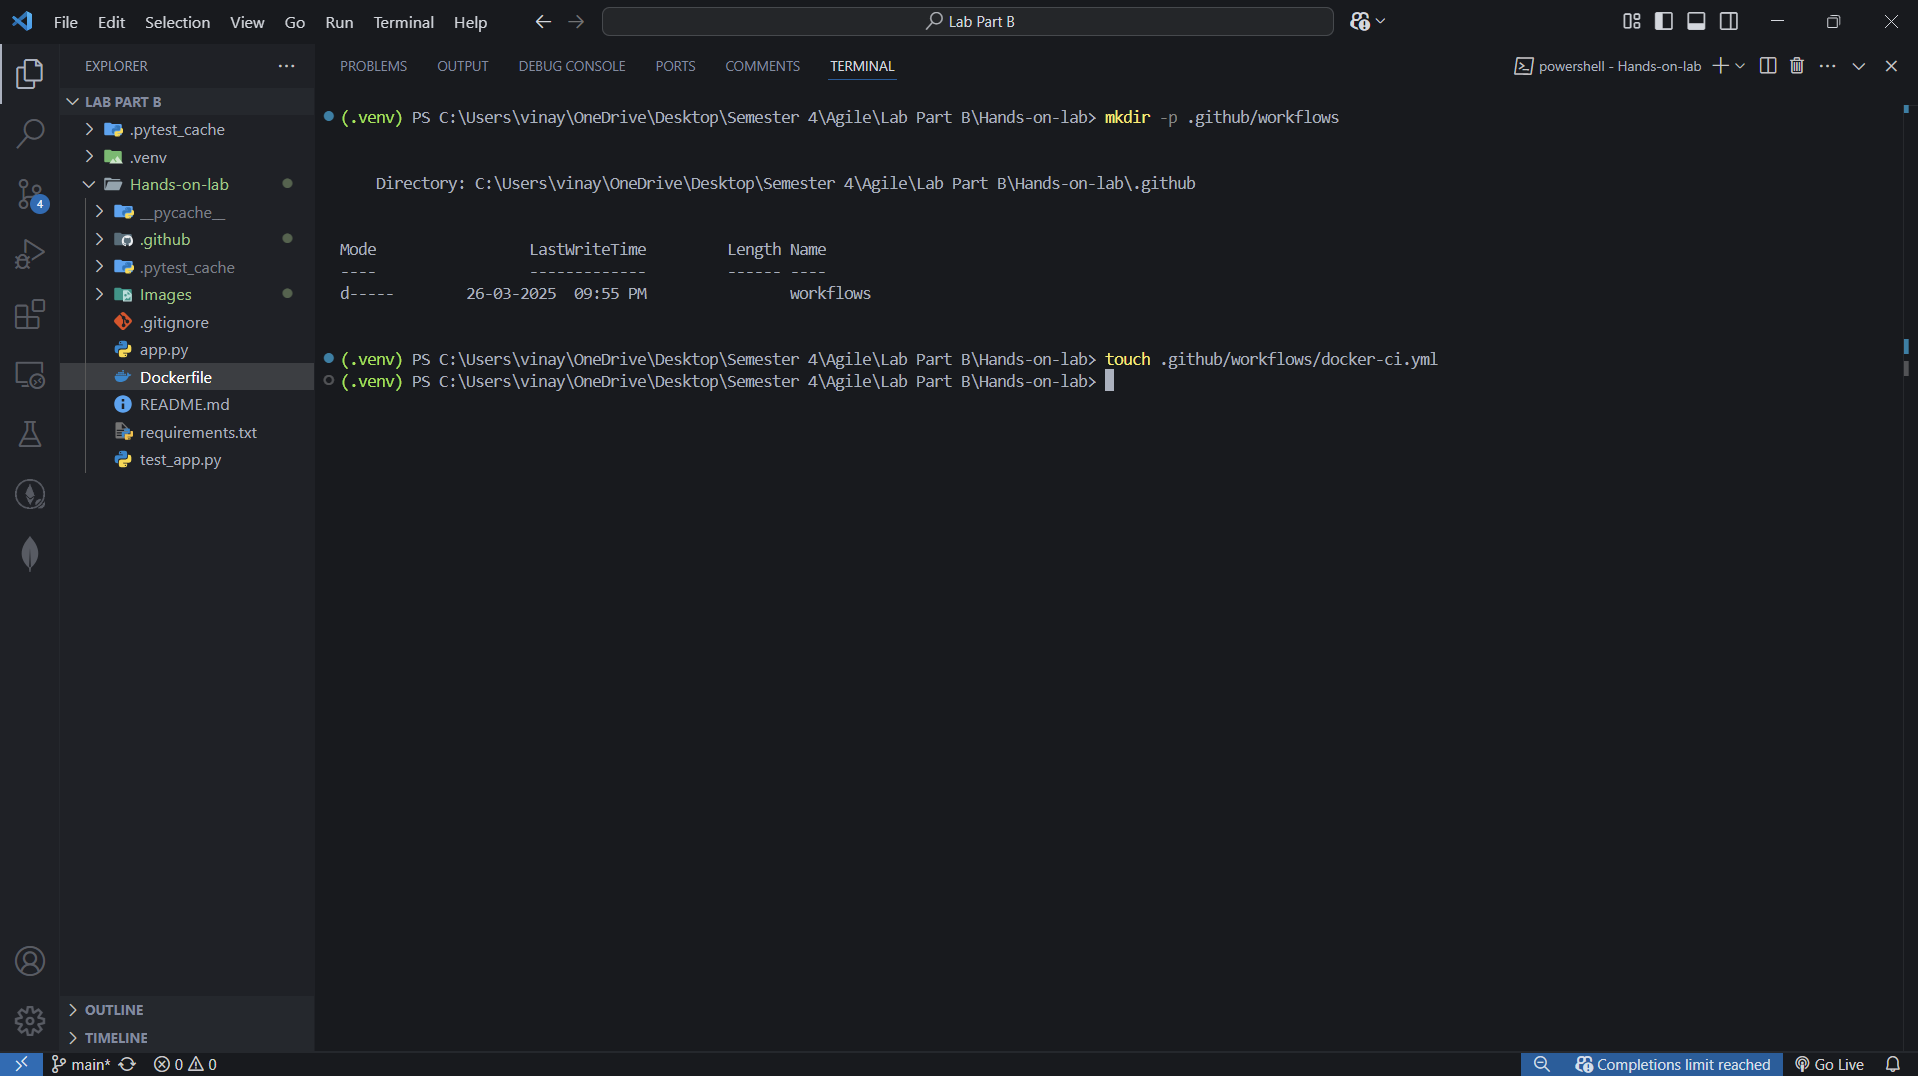 File Edit Selection View Go Run Terminal Help Lab Part B
EXPLORER
LAB PART B
.pytest_cache
.venv
Hands-on-lab
__pycache__
.github
.pytest_cache
Images
.gitignore
app.py
Dockerfile
README.md
requirements.txt
test_app.py
OUTLINE
TIMELINE
4
PROBLEMS OUTPUT DEBUG CONSOLE PORTS COMMENTS TERMINAL powershell - Hands-on-lab
(.venv) PS C:\Users\vinay\OneDrive\Desktop\Semester 4\Agile\Lab Part B\Hands-on-lab> mkdir -p .github/workflows
Directory: C:\Users\vinay\OneDrive\Desktop\Semester 4\Agile\Lab Part B\Hands-on-lab\.github
Mode LastWriteTime Length Name
---- ------------- ------ ----
d----- 26-03-2025 09:55 PM workflows
(.venv) PS C:\Users\vinay\OneDrive\Desktop\Semester 4\Agile\Lab Part B\Hands-on-lab> touch .github/workflows/docker-ci.yml
(.venv) PS C:\Users\vinay\OneDrive\Desktop\Semester 4\Agile\Lab Part B\Hands-on-lab>
main* 0 0 Completions limit reached Go Live